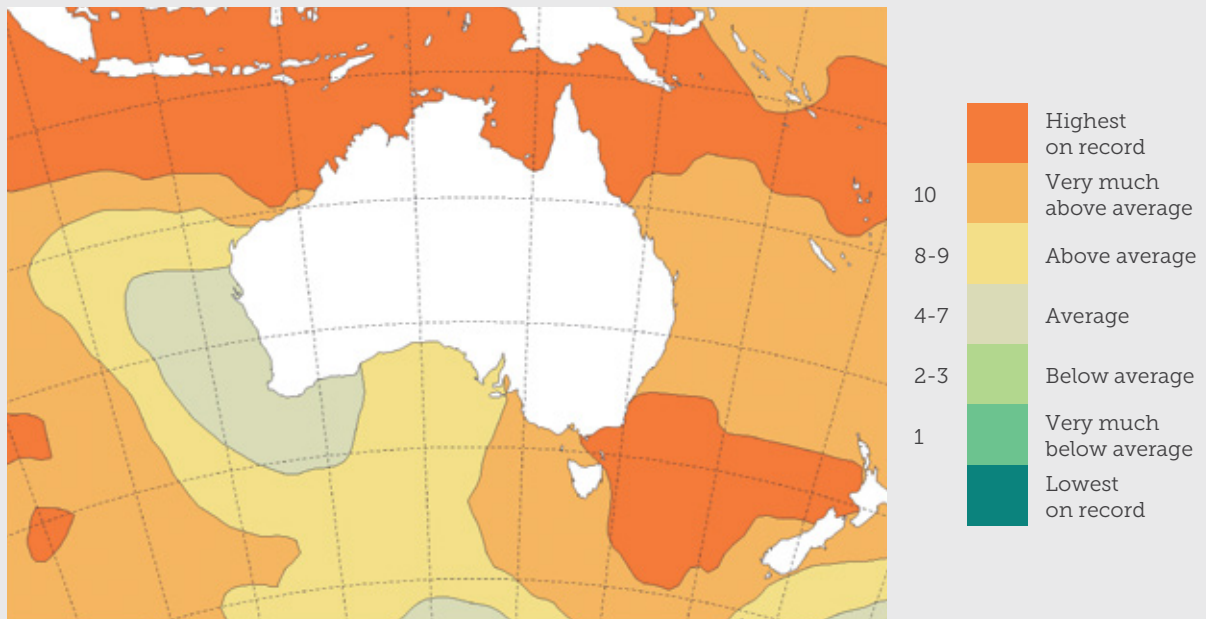 Highest
on record
10
Very much
above average
8-9
Above average
4-7
Average
2-3
Below average
1
Very much
below average
Lowest
on record